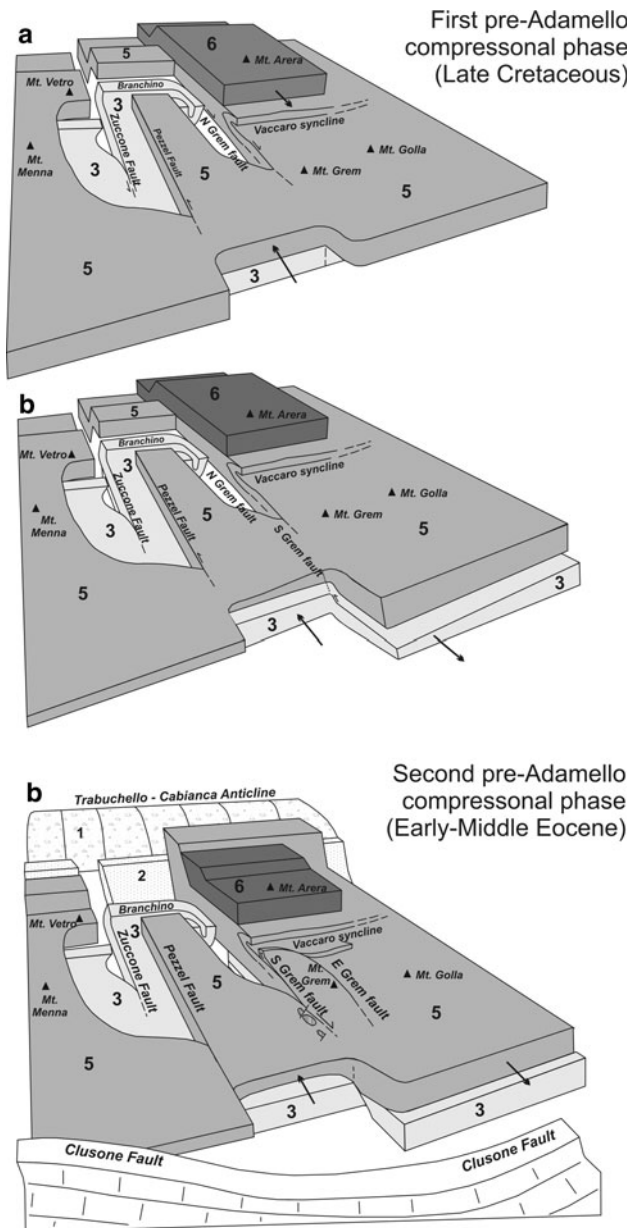 a
First pre-Adamello
compressonal phase
(Late Cretaceous)
6
Mt. Arera
5
Mt. Vetro
Branchino
3
Zuccone Fault
Pezzel Fault
N Grem fault
Vaccaro syncline
Mt. Menna
3
5
Mt. Golla
Mt. Grem
5
5
3
b
6
Mt. Arera
5
Mt. Vetro
Branchino
3
Zuccone Fault
Pezzel Fault
N Grem fault
Vaccaro syncline
Mt. Menna
3
5
S Grem fault
Mt. Golla
Mt. Grem
5
5
3
3
b
Second pre-Adamello
compressonal phase
(Early-Middle Eocene)
Trabuchello - Cabianca Anticline
1
2
6
Mt. Arera
Mt. Vetro
Branchino
3
Zuccone Fault
Pezzel Fault
Vaccaro syncline
S Grem fault
Mt. Grem
E Grem fault
Mt. Golla
Mt. Menna
3
5
5
5
3
3
Clusone Fault
Clusone Fault